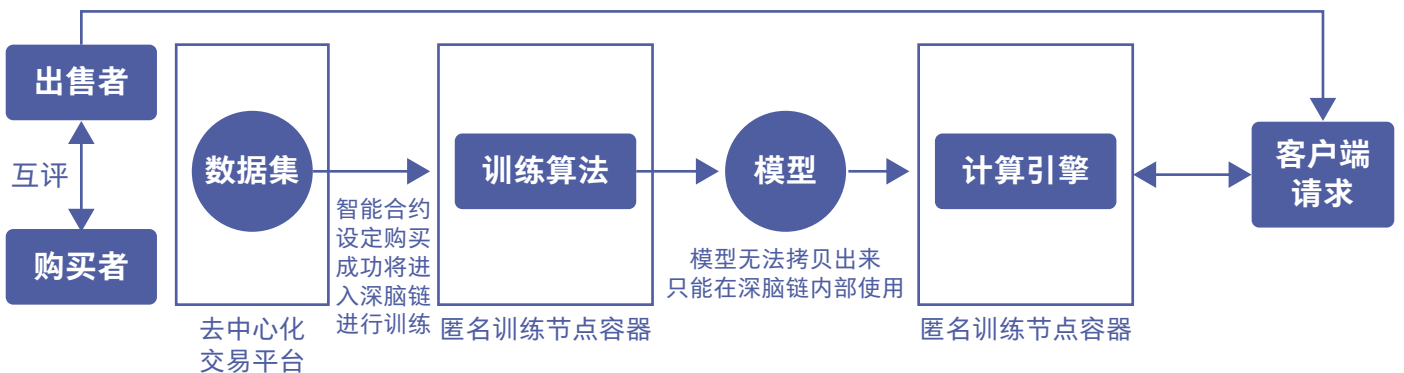 出售者
互评
购买者
数据集
去中心化
交易平台
智能合约
设定购买
成功将进
入深脑链
进行训练
训练算法
匿名训练节点容器
模型
模型无法拷贝出来
只能在深脑链内部使用
计算引擎
匿名训练节点容器
客户端
请求